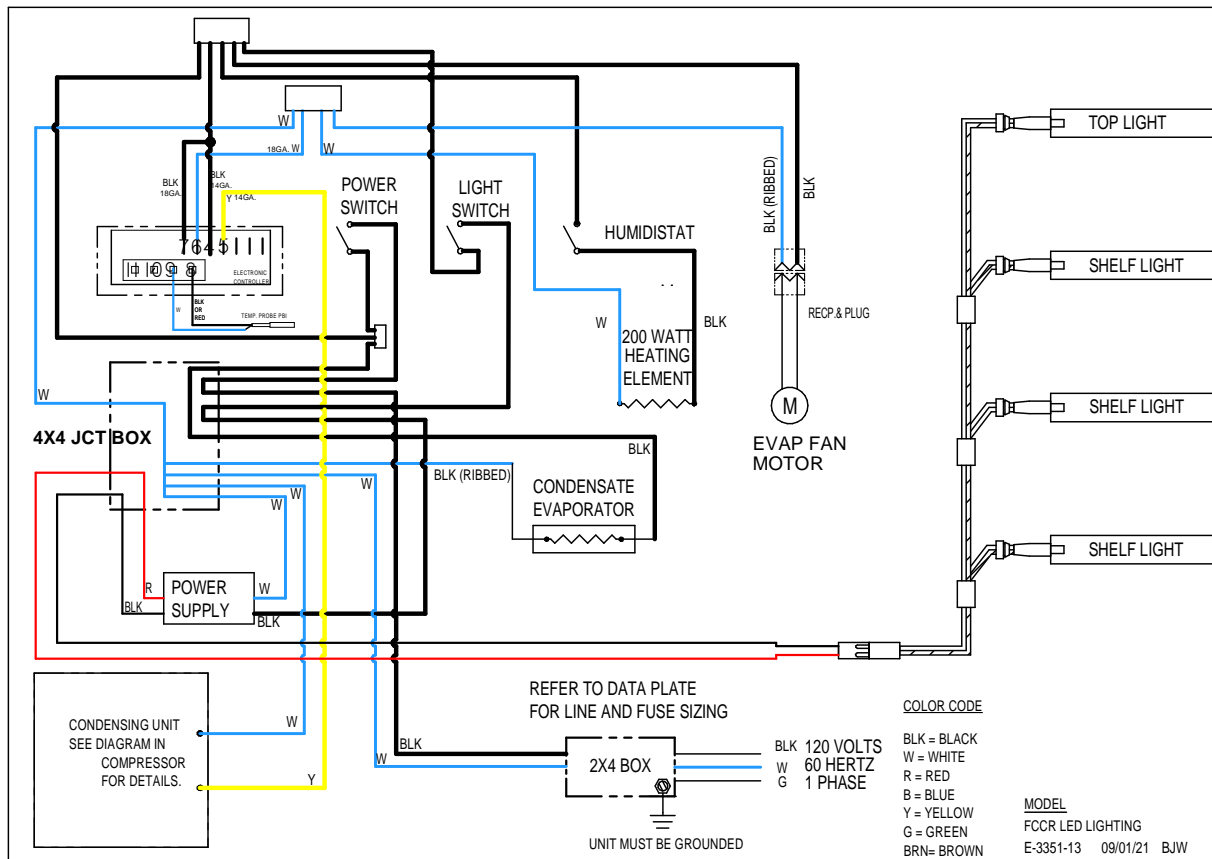 W
18GA. W
W
BLK
18GA.
BLK
14GA.
Y 14GA.
POWER
SWITCH
LIGHT
SWITCH
HUMIDISTAT
BLK (RIBBED)
BLK
TOP LIGHT
7 6 4 5
ELECTRONIC
CONTROLLER
W
BLK
OR
RED
TEMP. PROBE PBI
SHELF LIGHT
RECP.& PLUG
W
200 WATT
HEATING
ELEMENT
BLK
M
EVAP FAN
MOTOR
SHELF LIGHT
W
4X4 JCT BOX
BLK
BLK (RIBBED)
W
W
W
CONDENSATE
EVAPORATOR
SHELF LIGHT
R
BLK
POWER
SUPPLY
W
BLK
CONDENSING UNIT
SEE DIAGRAM IN
COMPRESSOR
FOR DETAILS.
W
Y
REFER TO DATA PLATE
FOR LINE AND FUSE SIZING
BLK
W
2X4 BOX
BLK 120 VOLTS
W 60 HERTZ
G 1 PHASE
UNIT MUST BE GROUNDED
COLOR CODE
BLK = BLACK
W = WHITE
R = RED
B = BLUE
Y = YELLOW
G = GREEN
BRN= BROWN
MODEL
FCCR LED LIGHTING
E-3351-13 09/01/21 BJW